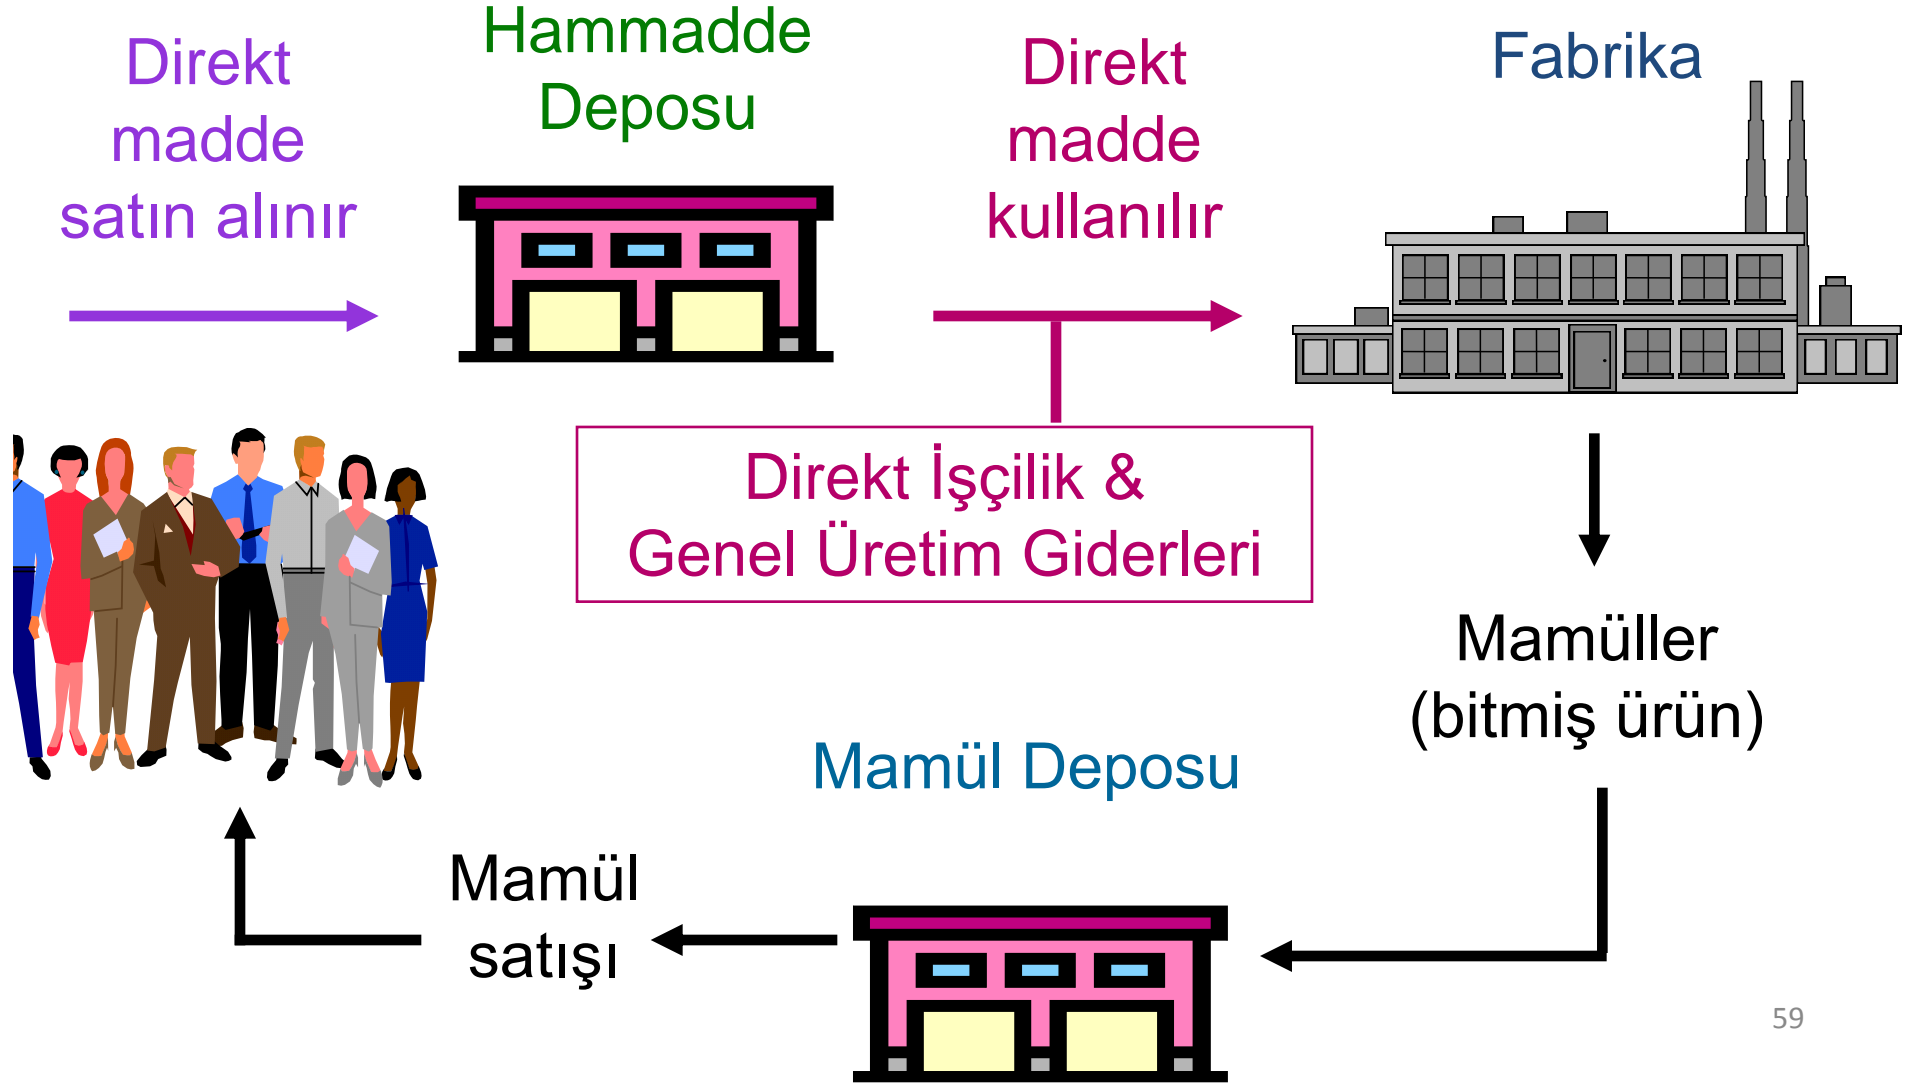 Direkt
madde
satın alınır
Hammadde
Deposu
Direkt
madde
kullanılır
Fabrika
Direkt İşçilik &
Genel Üretim Giderleri
Mamüller
(bitmiş ürün)
Mamül Deposu
Mamül
satışı
59